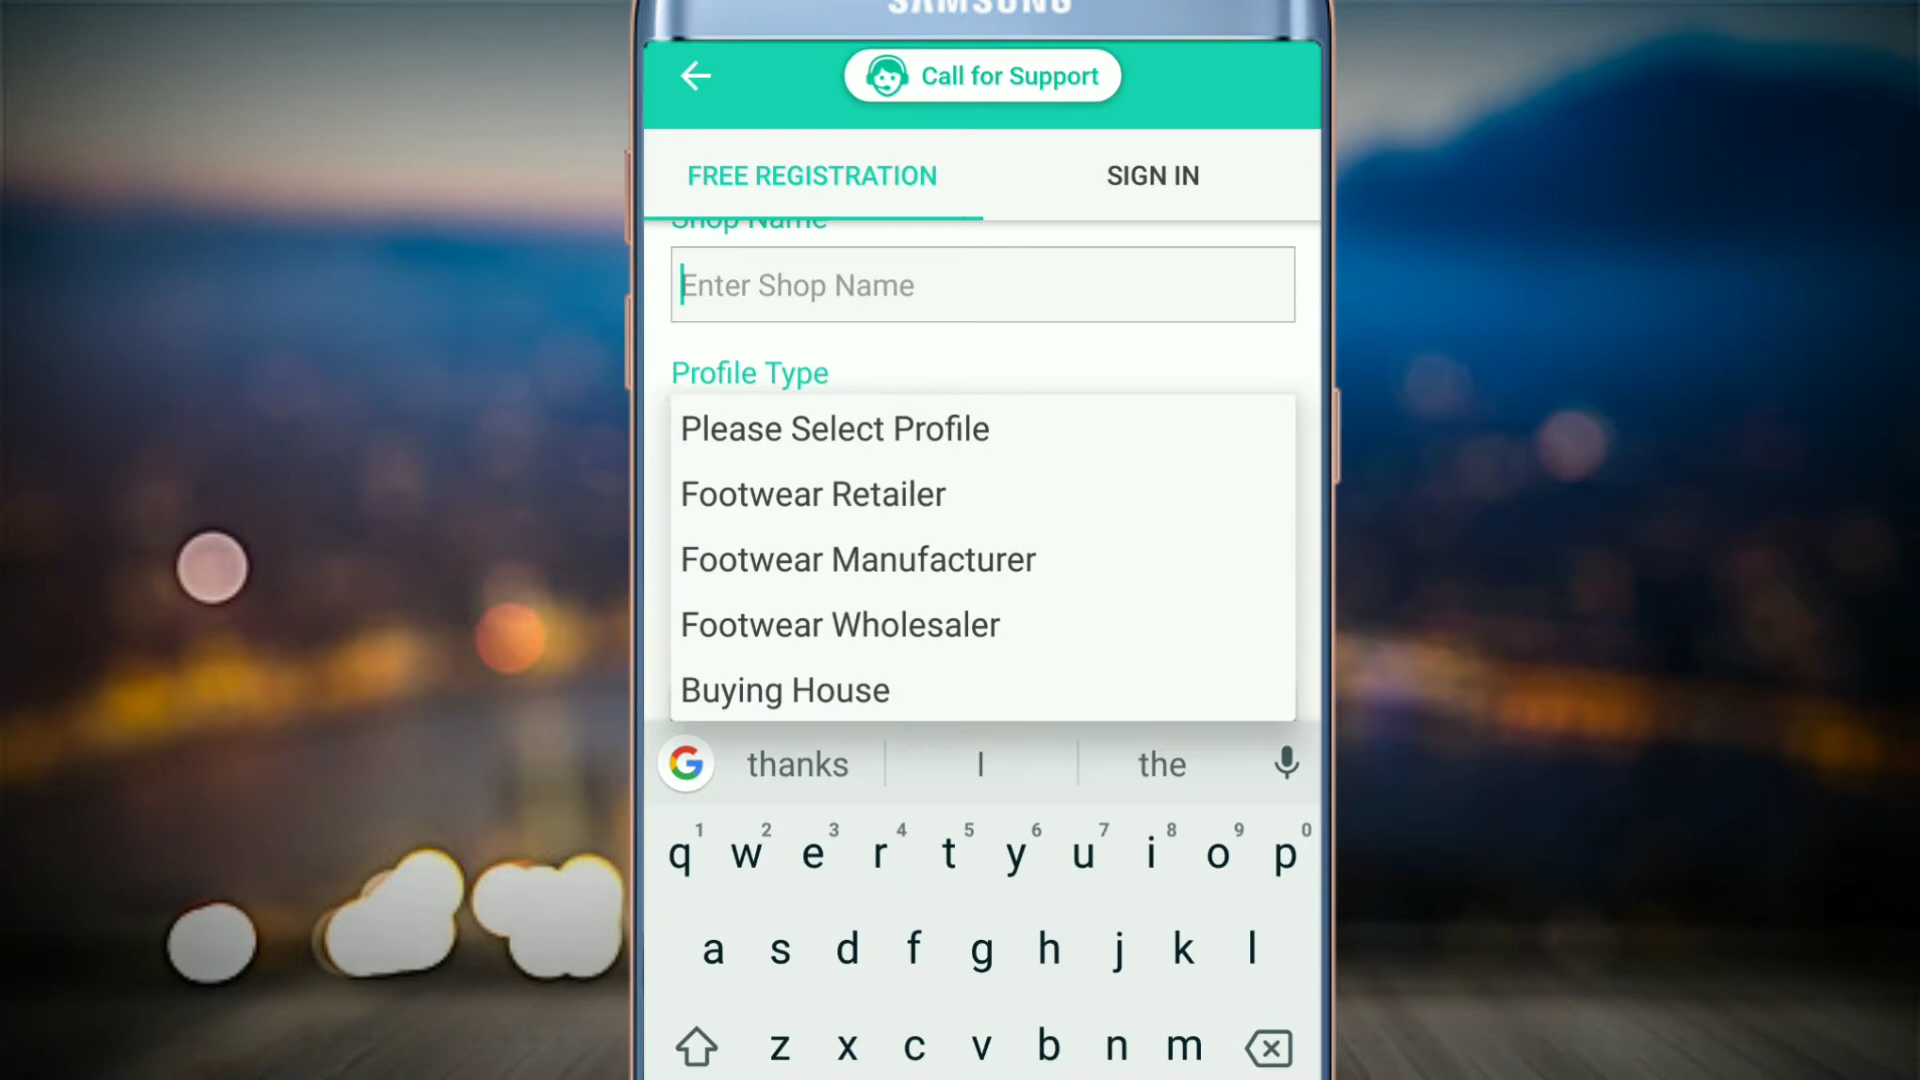 SAMSUNG
Call for Support
FREE REGISTRATION
SIGN IN
Shop Name
Enter Shop Name
Profile Type
Please Select Profile
Footwear Retailer
Footwear Manufacturer
Footwear Wholesaler
Buying House
G thanks I the
1 2 3 4 5 6 7 8 9 0
q w e r t y u i o p
a s d f g h j k l
z x c v b n m